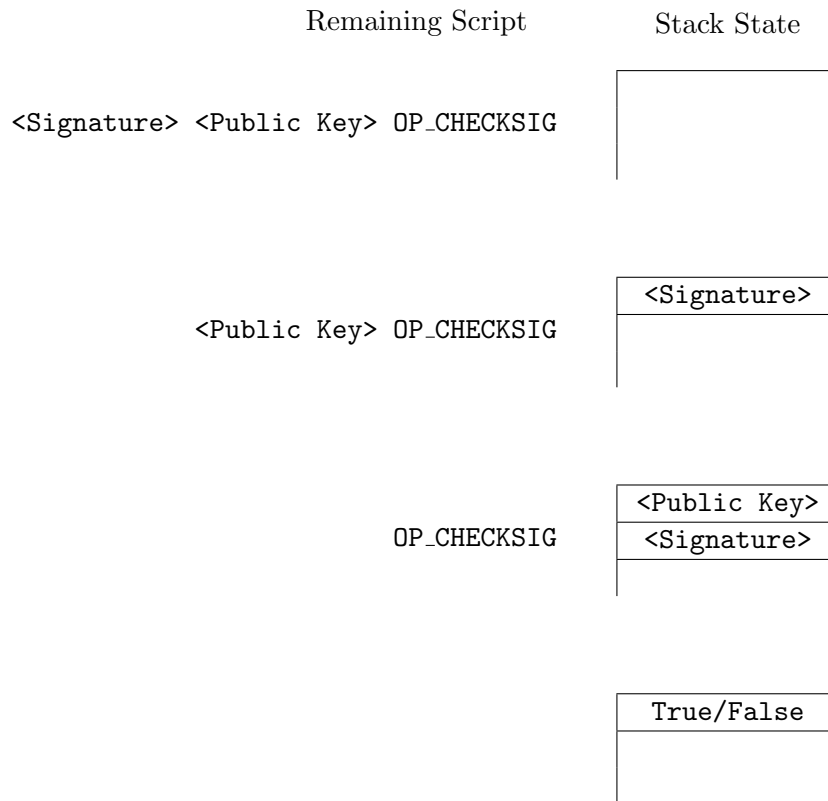 Remaining Script Stack State
<Signature> <Public Key> OP_CHECKSIG
<Signature>
<Public Key> OP_CHECKSIG
<Public Key>
OP_CHECKSIG <Signature>
True/False